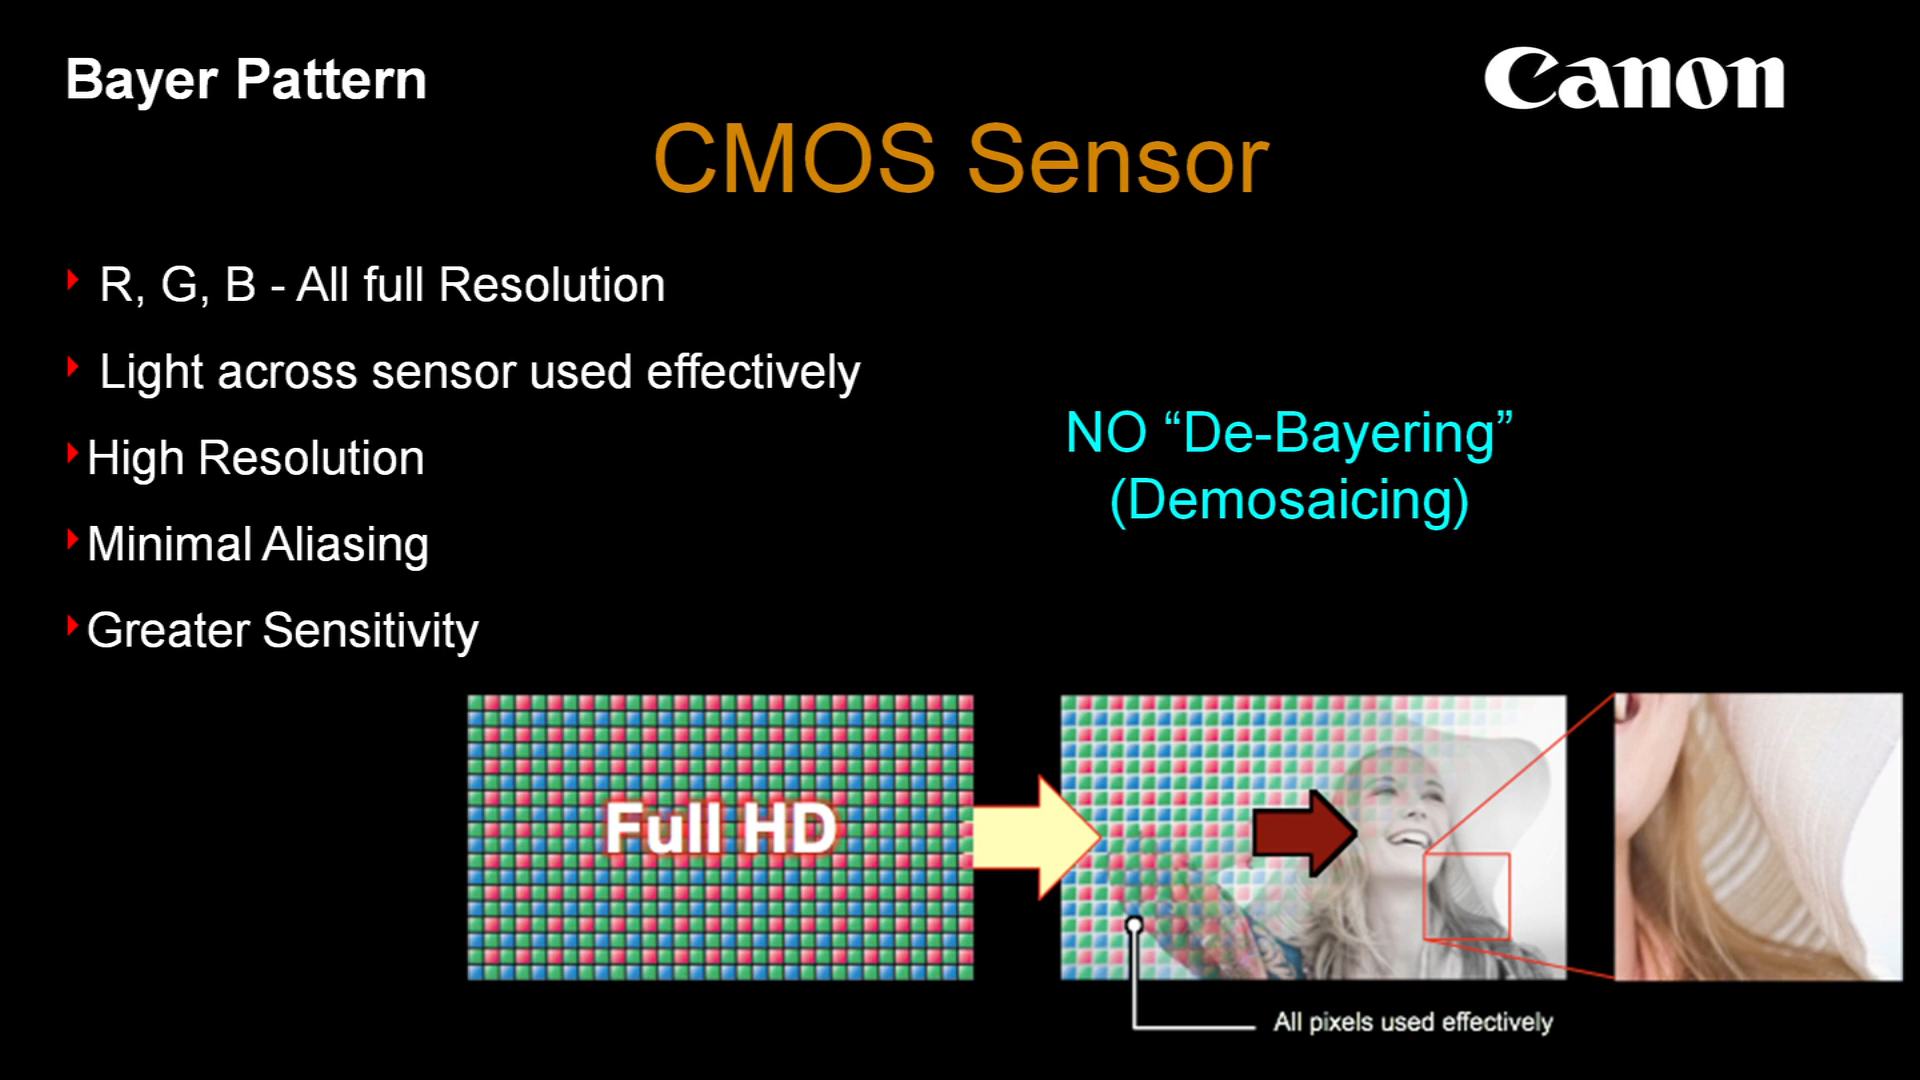 Bayer Pattern
Canon
CMOS Sensor
R, G, B - All full Resolution
Light across sensor used effectively
High Resolution
Minimal Aliasing
Greater Sensitivity
NO “De-Bayering”
(Demosaicing)
Full HD
All pixels used effectively